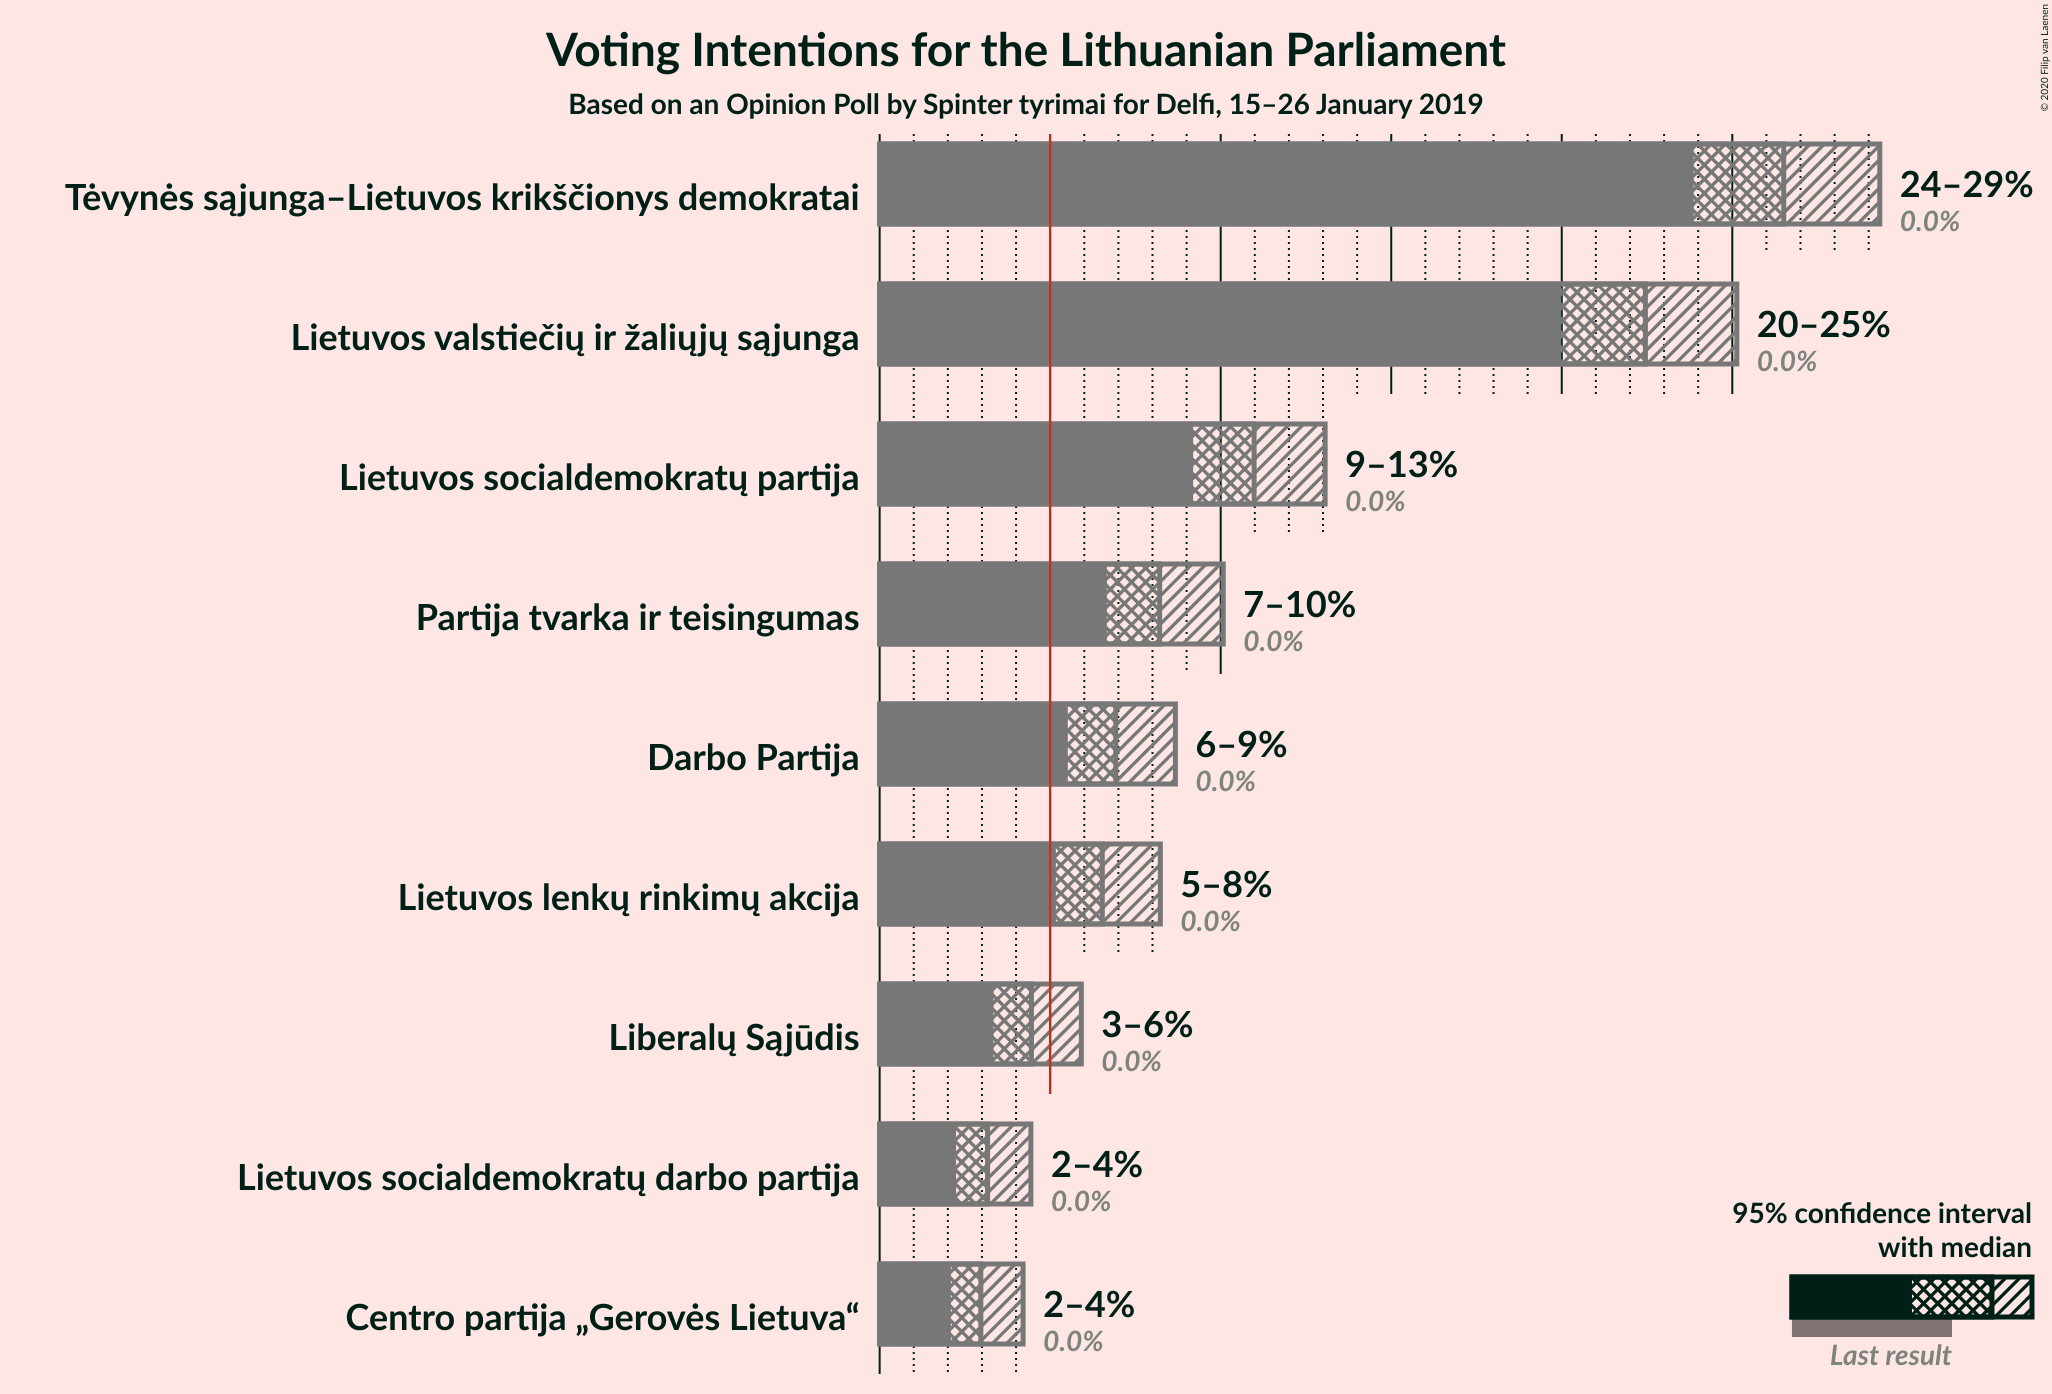 Voting Intentions for the Lithuanian Parliament
Based on an Opinion Poll by Spinter tyrimai for Delfi, 15–26 January 2019
© 2020 Filip van Laenen
Tėvynės sąjunga–Lietuvos krikščionys demokratai
24–29%
0.0%
Lietuvos valstiečių ir žaliųjų sąjunga
20–25%
0.0%
Lietuvos socialdemokratų partija
9–13%
0.0%
Partija tvarka ir teisingumas
7–10%
0.0%
Darbo Partija
6–9%
0.0%
Lietuvos lenkų rinkimų akcija
5–8%
0.0%
Liberalų Sąjūdis
3–6%
0.0%
Lietuvos socialdemokratų darbo partija
2–4%
0.0%
Centro partija „Gerovės Lietuva“
2–4%
0.0%
95% confidence interval
with median
Last result